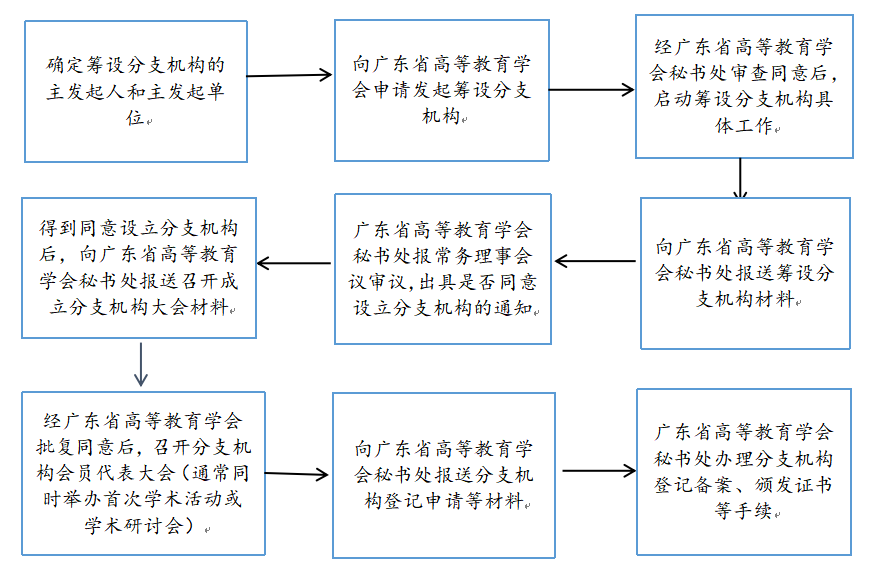 确定筹设分支机构的
主发起人和主发起单
位
向广东省高等教育学
会申请发起筹设分支
机构。
经广东省高等教育学
会秘书处审查同意后，
启动筹设分支机构具
体工作。
向广东省高等教育学
会秘书处报送筹设分
支机构材料。
广东省高等教育学会
秘书处报常务理事会
议审议，出具是否同意
设立分支机构的通知。
得到同意设立分支机构
后，向广东省高等教育
学会秘书处报送召开成
立分支机构大会材料
经广东省高等教育学会
批复同意后，召开分支机
构会员代表大会（通常同
时举办首次学术活动或
学术研讨会）
向广东省高等教育学
会秘书处报送分支机
构登记申请等材料。
广东省高等教育学会
秘书处办理分支机构
登记备案、颁发证书
等手续